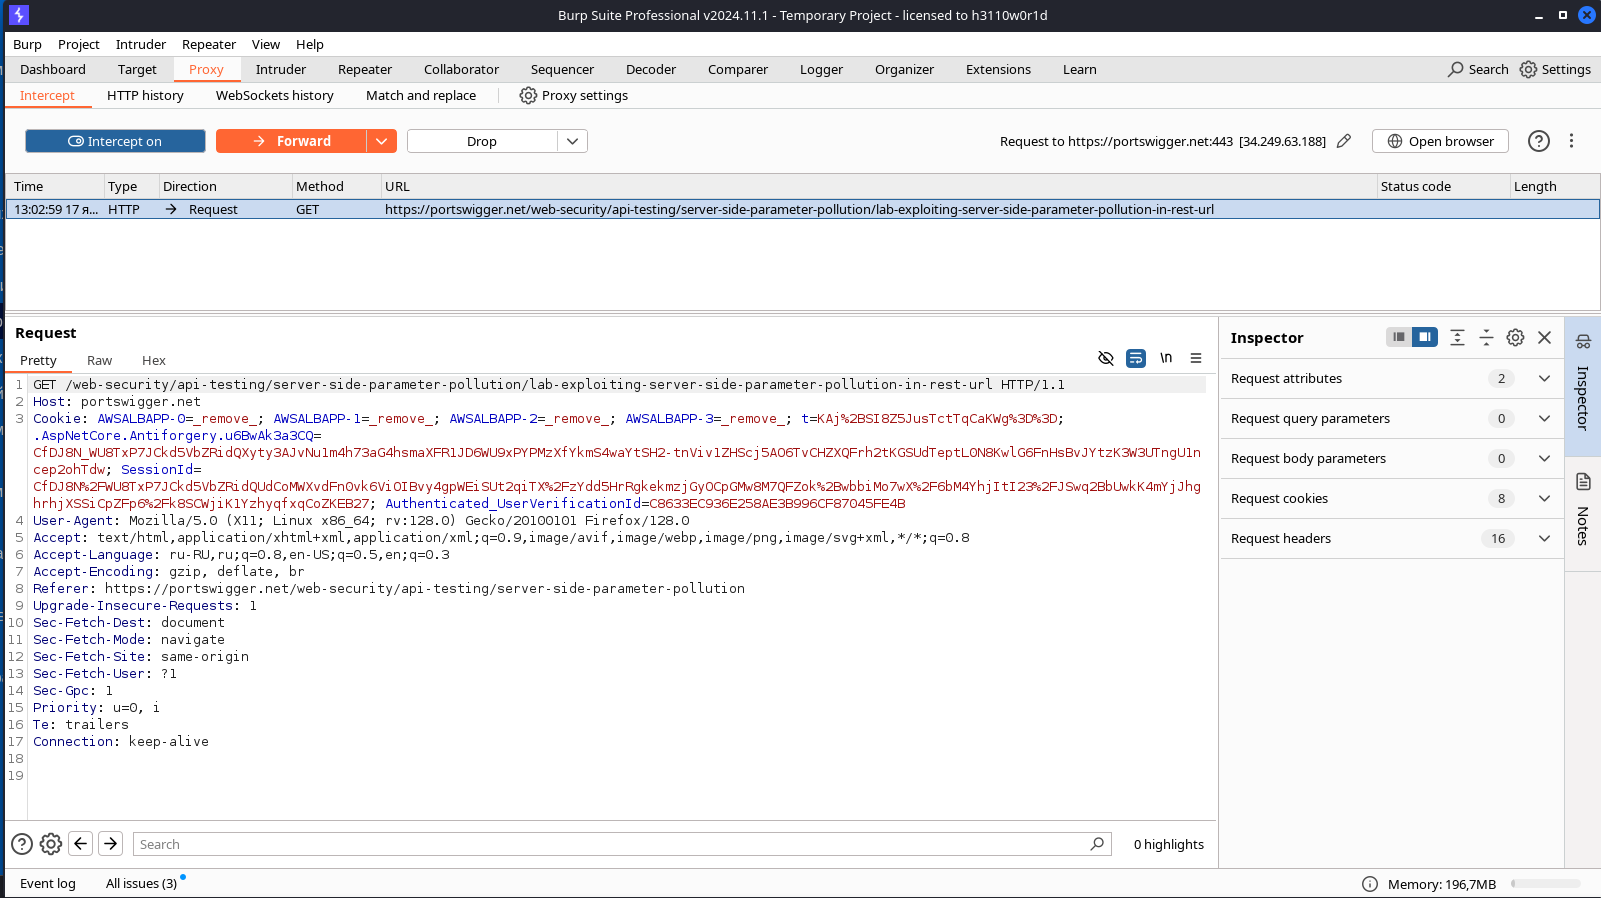 Burp Suite Professional v2024.11.1 - Temporary Project - licensed to h3110w0r1d
Burp Project Intruder Repeater View Help
Dashboard Target Proxy Intruder Repeater Collaborator Sequencer Decoder Comparer Logger Organizer Extensions Learn Search Settings
Intercept HTTP history WebSockets history Match and replace Proxy settings
Intercept on Forward Drop Request to https://portswigger.net:443 [34.249.63.188] Open browser
Time Type Direction Method URL Status code Length
13:02:59 17 я... HTTP → Request GET https://portswigger.net/web-security/api-testing/server-side-parameter-pollution/lab-exploiting-server-side-parameter-pollution-in-rest-url
Request
Pretty Raw Hex \n
1 GET /web-security/api-testing/server-side-parameter-pollution/lab-exploiting-server-side-parameter-pollution-in-rest-url HTTP/1.1
2 Host: portswigger.net
3 Cookie: AWSALBAPP-0=_remove_; AWSALBAPP-1=_remove_; AWSALBAPP-2=_remove_; AWSALBAPP-3=_remove_; t=KAj%2BSI8Z5JusTctTqCaKWg%3D%3D;
.AspNetCore.Antiforgery.u6BwAk3a3CQ=
CfDJ8N_WU8TxP7JCkd5VbZRidQXyty3AJvNu1m4h73aG4hsmaXFR1JD6WU9xPYPMzXfYkmS4waYtSH2-tnViv1ZHScj5AO6TvCHZXQFrh2tKGSUdTeptL0N8KwlG6FnHsBvJYtzK3W3UTngU1n
cep2ohTdw; SessionId=
CfDJ8N%2FWU8TxP7JCkd5VbZRidQUdCoMWXvdFnOvk6ViOIBvy4gpWEiSUt2qiTX%2FzYdd5HrRgkekmzjGyOCpGMw8M7QFZok%2BwbbiMo7wX%2F6bM4YhjItI23%2FJSwq2BbUwkK4mYjJhg
hrhjXSSiCpZFp6%2Fk8SCWjiK1YzhyqfxqCoZKEB27; Authenticated_UserVerificationId=C8633EC936E258AE3B996CF87045FE4B
4 User-Agent: Mozilla/5.0 (X11; Linux x86_64; rv:128.0) Gecko/20100101 Firefox/128.0
5 Accept: text/html,application/xhtml+xml,application/xml;q=0.9,image/avif,image/webp,image/png,image/svg+xml,*/*;q=0.8
6 Accept-Language: ru-RU,ru;q=0.8,en-US;q=0.5,en;q=0.3
7 Accept-Encoding: gzip, deflate, br
8 Referer: https://portswigger.net/web-security/api-testing/server-side-parameter-pollution
9 Upgrade-Insecure-Requests: 1
10 Sec-Fetch-Dest: document
11 Sec-Fetch-Mode: navigate
12 Sec-Fetch-Site: same-origin
13 Sec-Fetch-User: ?1
14 Sec-Gpc: 1
15 Priority: u=0, i
16 Te: trailers
17 Connection: keep-alive
18
19
Search 0 highlights
Inspector
Request attributes 2
Request query parameters 0
Request body parameters 0
Request cookies 8
Request headers 16
Inspector
Notes
Event log All issues (3) Memory: 196,7MB